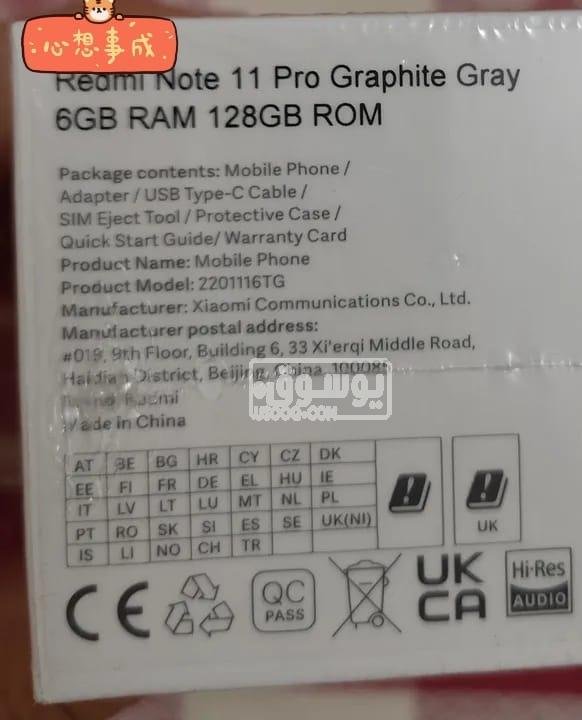 心想事成
Redmi Note 11 Pro Graphite Gray
6GB RAM 128GB ROM
Package contents: Mobile Phone /
Adapter / USB Type-C Cable /
SIM Eject Tool / Protective Case /
Quick Start Guide/ Warranty Card
Product Name: Mobile Phone
Product Model: 2201116TG
Manufacturer: Xiaomi Communications Co., Ltd.
Manufacturer postal address:
#019, 9th Floor, Building 6, 33 Xi'erqi Middle Road,
Haidian District, Beijing, China, 100085
يوسووق
Redmi
Made in China
AT BE BG HR CY CZ DK
EE FI FR DE EL HU IE
IT LV LT LU MT NL PL
PT RO SK SI ES SE UK(NI)
IS LI NO CH TR
UK
CE
QC
PASS
UK
CA
Hi-Res
AUDIO